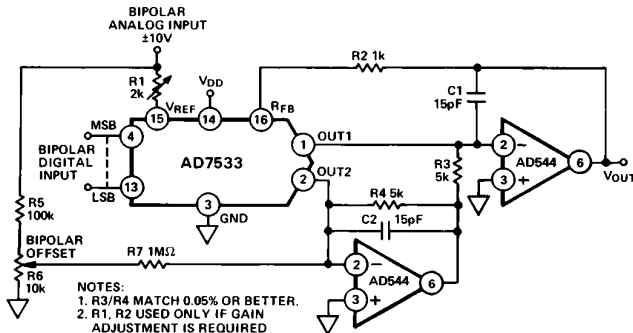 BIPOLAR
ANALOG INPUT
±10V
R1
2k
VDD
R2 1k
C1
15pF
VREF
RFB
15
14
16
MSB
4
BIPOLAR
DIGITAL
INPUT
LSB
13
AD7533
1
OUT1
2
OUT2
3
GND
R3
5k
R4 5k
C2
15pF
2
–
AD544
6
3
+
VOUT
R5
100k
BIPOLAR
OFFSET
R6
10k
R7 1MΩ
2
–
AD544
6
3
+
NOTES:
1. R3/R4 MATCH 0.05% OR BETTER.
2. R1, R2 USED ONLY IF GAIN
ADJUSTMENT IS REQUIRED